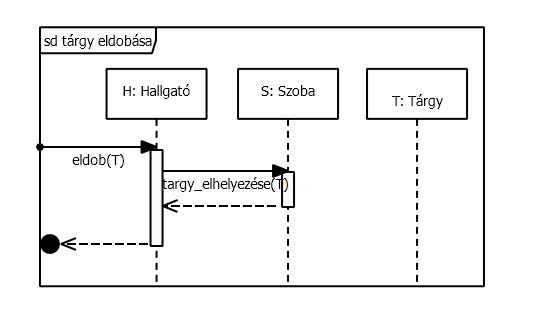 sd tárgy eldobása
H: Hallgató
S: Szoba
T: Tárgy
eldob(T)
targy_elhelyezése(T)